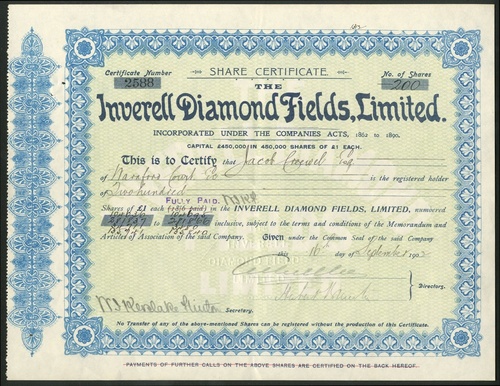 Certificate Number
2588
SHARE CERTIFICATE.
No. of Shares
200
THE
Inverell Diamond Fields, Limited.
INCORPORATED UNDER THE COMPANIES ACTS, 1862 TO 1890.
CAPITAL £450,000 IN 450,000 SHARES OF £1 EACH.
This is to Certify that Jacob
of Court is the registered holder
of Two hundred
FULLY PAID.
Shares of £1 each in the INVERELL DIAMOND FIELDS, LIMITED, numbered
to inclusive, subject to the terms and conditions of the Memorandum and
Articles of Association of the said Company. Given under the Common Seal of the said Company
this 16th day of September 1902
Directory.
Secretary.
No Transfer of any of the above-mentioned Shares can be registered without the production of this Certificate.
PAYMENTS OF FURTHER CALLS ON THE ABOVE SHARES ARE CERTIFIED ON THE BACK HEREOF.